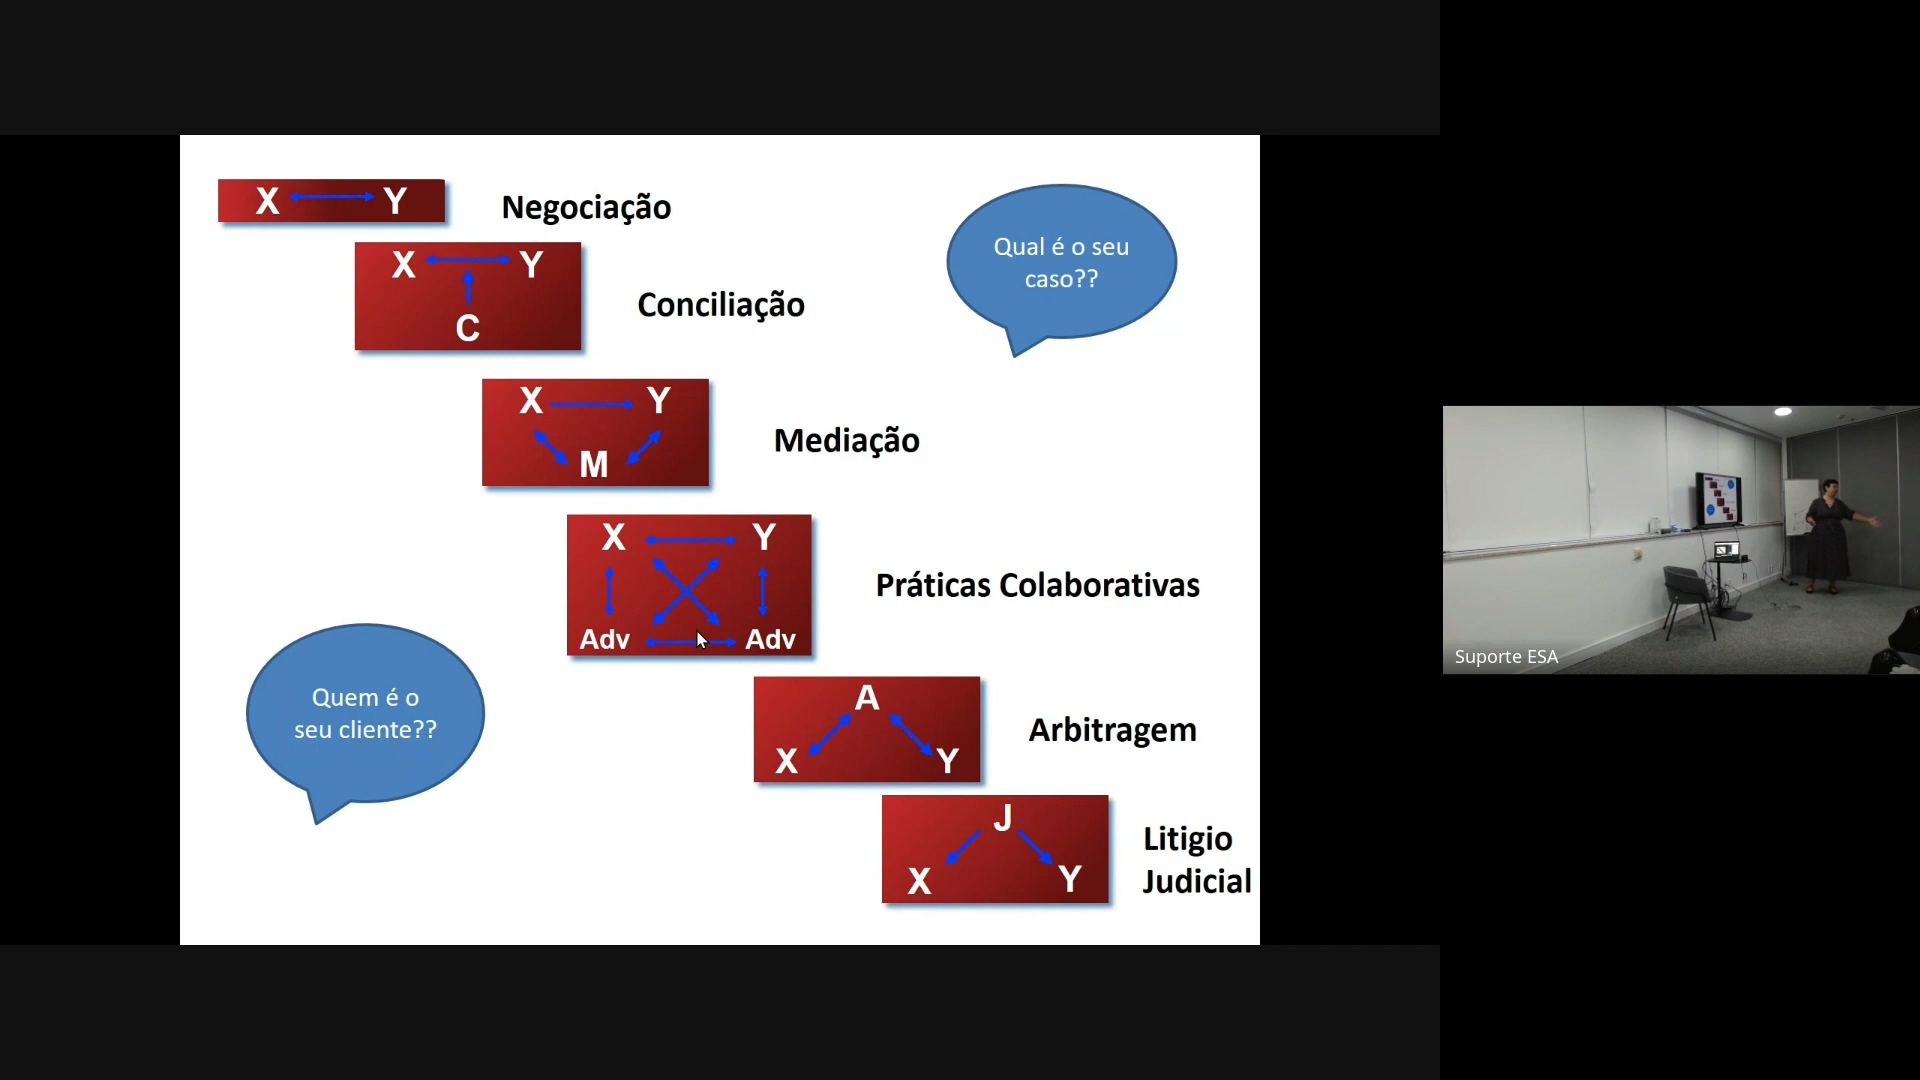 X Y
Negociação
X Y
C
Conciliação
Qual é o seu
caso??
X Y
M
Mediação
X Y
Adv Adv
Práticas Colaborativas
Quem é o
seu cliente??
A
X Y
Arbitragem
J
X Y
Litigio
Judicial
Suporte ESA